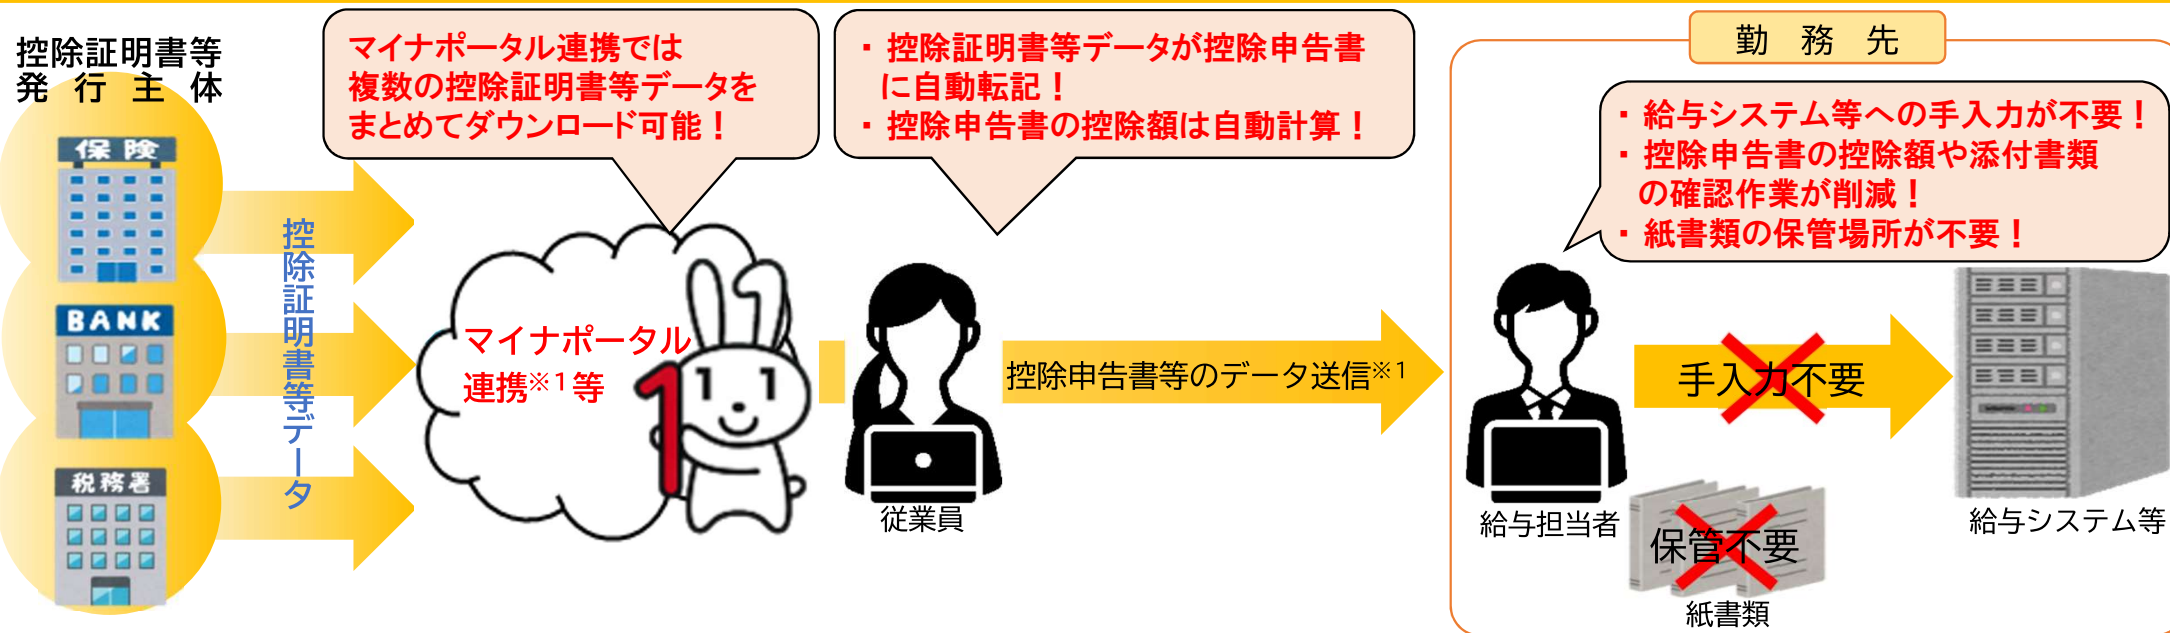 控除証明書等
発行主体
保険
BANK
税務署
控除証明書等データ
マイナポータル連携では
複数の控除証明書等データを
まとめてダウンロード可能！
・控除証明書等データが控除申告書
に自動転記！
・控除申告書の控除額は自動計算！
マイナポータル
連携※1等
従業員
控除申告書等のデータ送信※1
勤務先
・給与システム等への手入力が不要！
・控除申告書の控除額や添付書類
の確認作業が削減！
・紙書類の保管場所が不要！
給与担当者
手入力不要
給与システム等
保管不要
紙書類